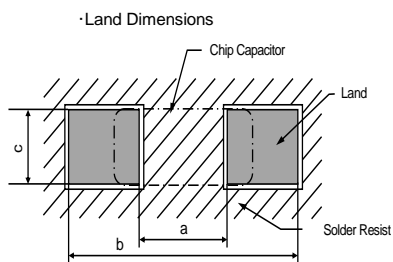 ·Land Dimensions
Chip Capacitor
Land
c
a
Solder Resist
b